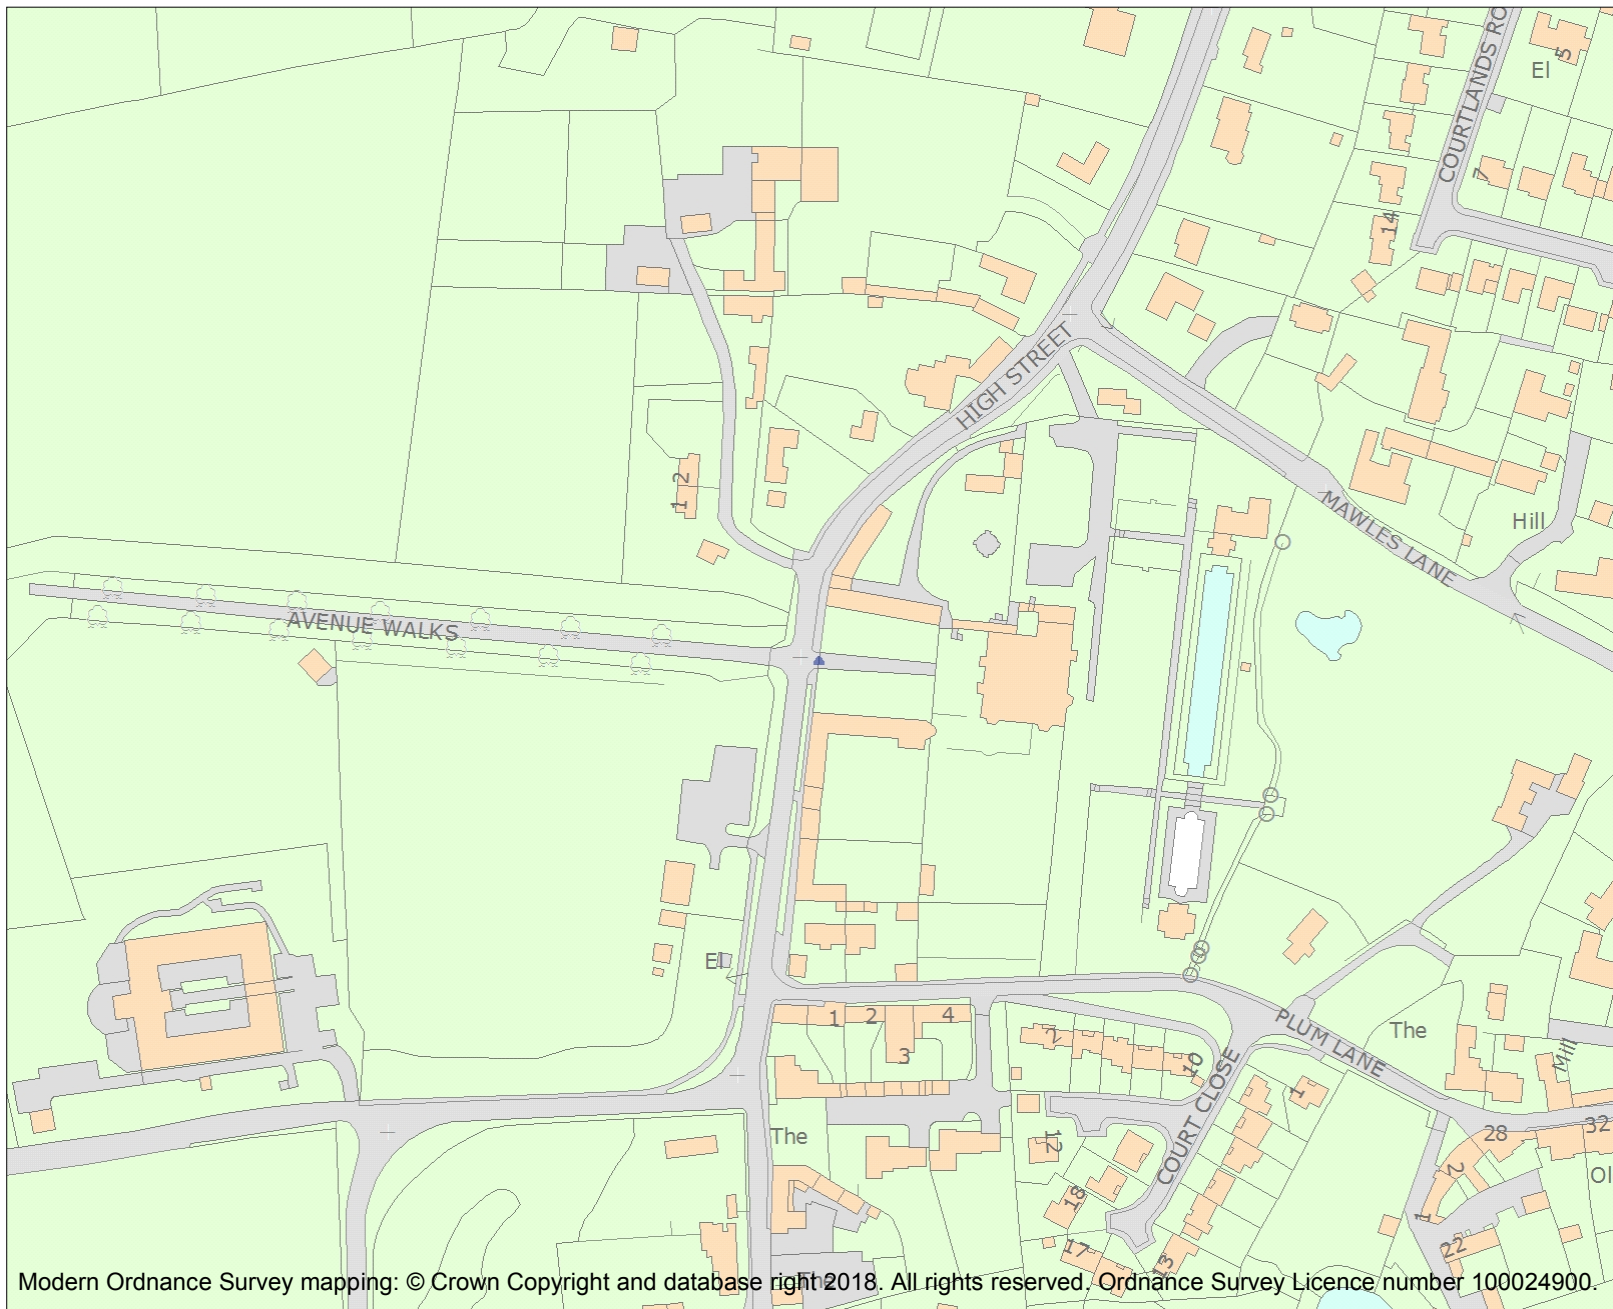 COURTLANDS RO
5
El
7
14
HIGH STREET
2
1
MAWLES LANE
Hill
AVENUE WALKS
El
1
2
4
3
2
10
PLUM LANE
The
Mill
1
COURT CLOSE
The
12
28
32
2
Ol
18
1
17
13
22
The
Modern Ordnance Survey mapping: © Crown Copyright and database right 2018. All rights reserved. Ordnance Survey Licence number 100024900.